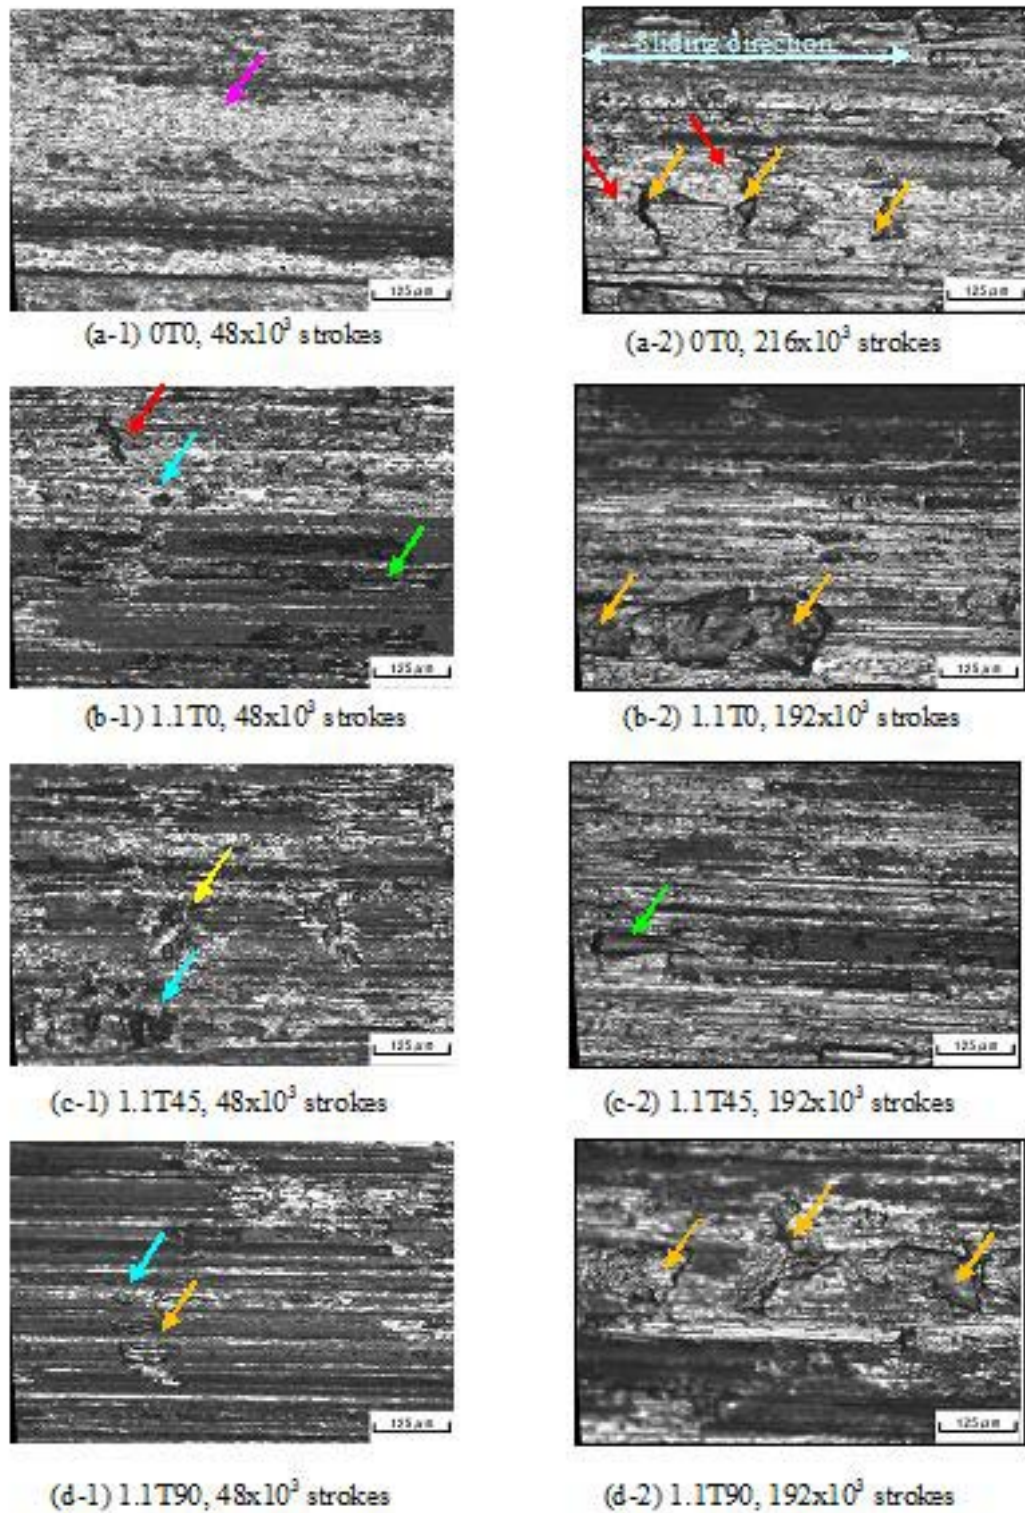 Sliding direction
125 μm
125 μm
(a-1) 0T0, 48x10³ strokes
(a-2) 0T0, 216x10³ strokes
125 μm
125 μm
(b-1) 1.1T0, 48x10³ strokes
(b-2) 1.1T0, 192x10³ strokes
125 μm
125 μm
(c-1) 1.1T45, 48x10³ strokes
(c-2) 1.1T45, 192x10³ strokes
125 μm
125 μm
(d-1) 1.1T90, 48x10³ strokes
(d-2) 1.1T90, 192x10³ strokes